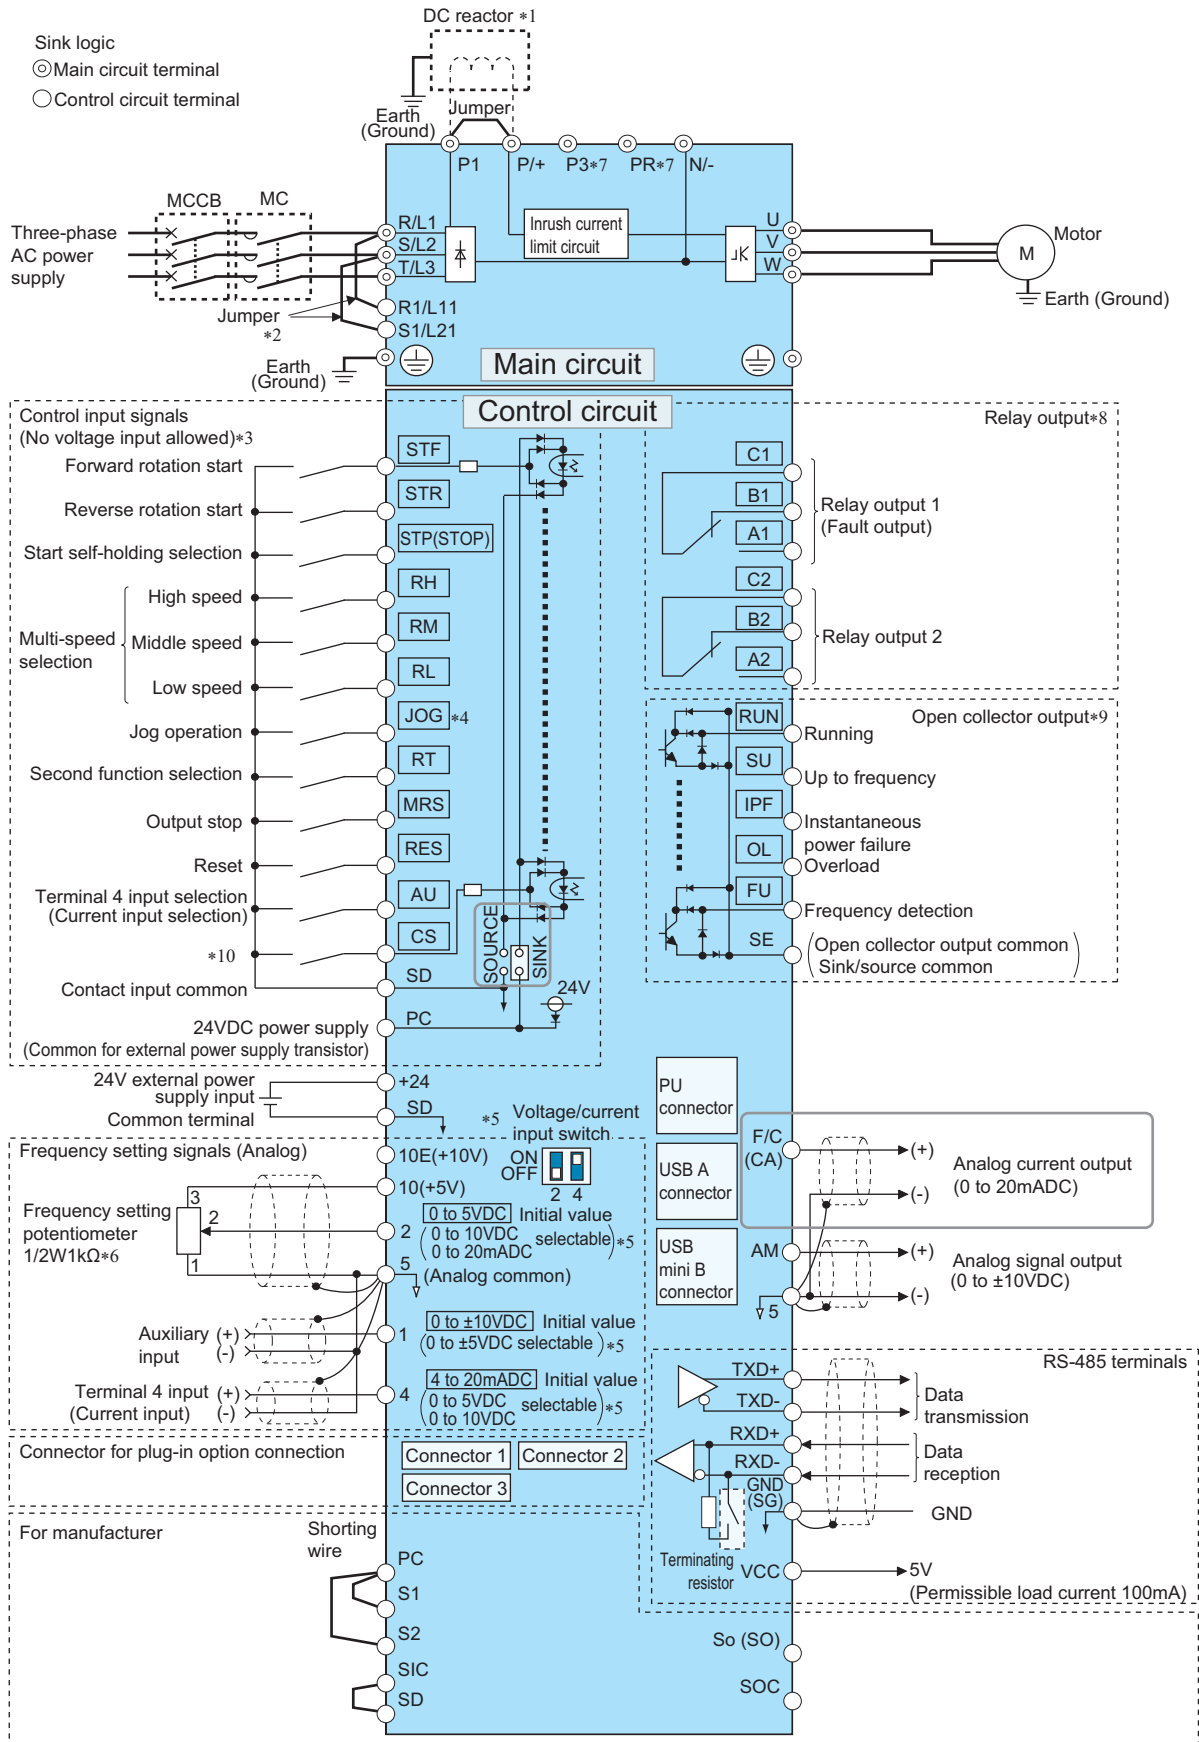 DC reactor *1
Sink logic
Main circuit terminal
Control circuit terminal
Earth
(Ground)
Jumper
P1
P/+
P3*7
PR*7
N/-
MCCB
MC
Three-phase
AC power
supply
R/L1
S/L2
T/L3
R1/L11
S1/L21
Jumper
*2
Inrush current
limit circuit
U
V
W
Motor
M
Earth (Ground)
Earth
(Ground)
Main circuit
Control circuit
Control input signals
(No voltage input allowed)*3
Forward rotation start
STF
Reverse rotation start
STR
Start self-holding selection
STP(STOP)
Multi-speed
selection
High speed
RH
Middle speed
RM
Low speed
RL
Jog operation
JOG *4
Second function selection
RT
Output stop
MRS
Reset
RES
Terminal 4 input selection
(Current input selection)
AU
*10
CS
SOURCE
SINK
Contact input common
SD
24V
24VDC power supply
(Common for external power supply transistor)
PC
Relay output*8
C1
B1
A1
Relay output 1
(Fault output)
C2
B2
A2
Relay output 2
Open collector output*9
RUN
Running
SU
Up to frequency
IPF
Instantaneous
power failure
OL
Overload
FU
Frequency detection
SE
Open collector output common
Sink/source common
24V external power
supply input
+24
Common terminal
SD
*5
Voltage/current
input switch
ON
OFF
2 4
Frequency setting signals (Analog)
10E(+10V)
10(+5V)
Frequency setting
potentiometer
1/2W1kΩ*6
3
2
1
2
0 to 5VDC Initial value
0 to 10VDC
0 to 20mADC
selectable *5
5
(Analog common)
Auxiliary
input
(+)
(-)
1
0 to ±10VDC Initial value
0 to ±5VDC selectable *5
Terminal 4 input
(Current input)
(+)
(-)
4
4 to 20mADC Initial value
0 to 5VDC
0 to 10VDC
selectable *5
PU
connector
USB A
connector
USB
mini B
connector
F/C
(CA)
(+)
(-)
Analog current output
(0 to 20mADC)
AM
(+)
(-)
5
Analog signal output
(0 to ±10VDC)
Connector for plug-in option connection
Connector 1
Connector 2
Connector 3
RS-485 terminals
TXD+
TXD-
Data
transmission
RXD+
RXD-
Data
reception
GND
(SG)
GND
Terminating
resistor
VCC
5V
(Permissible load current 100mA)
For manufacturer
Shorting
wire
PC
S1
S2
SIC
SD
So (SO)
SOC